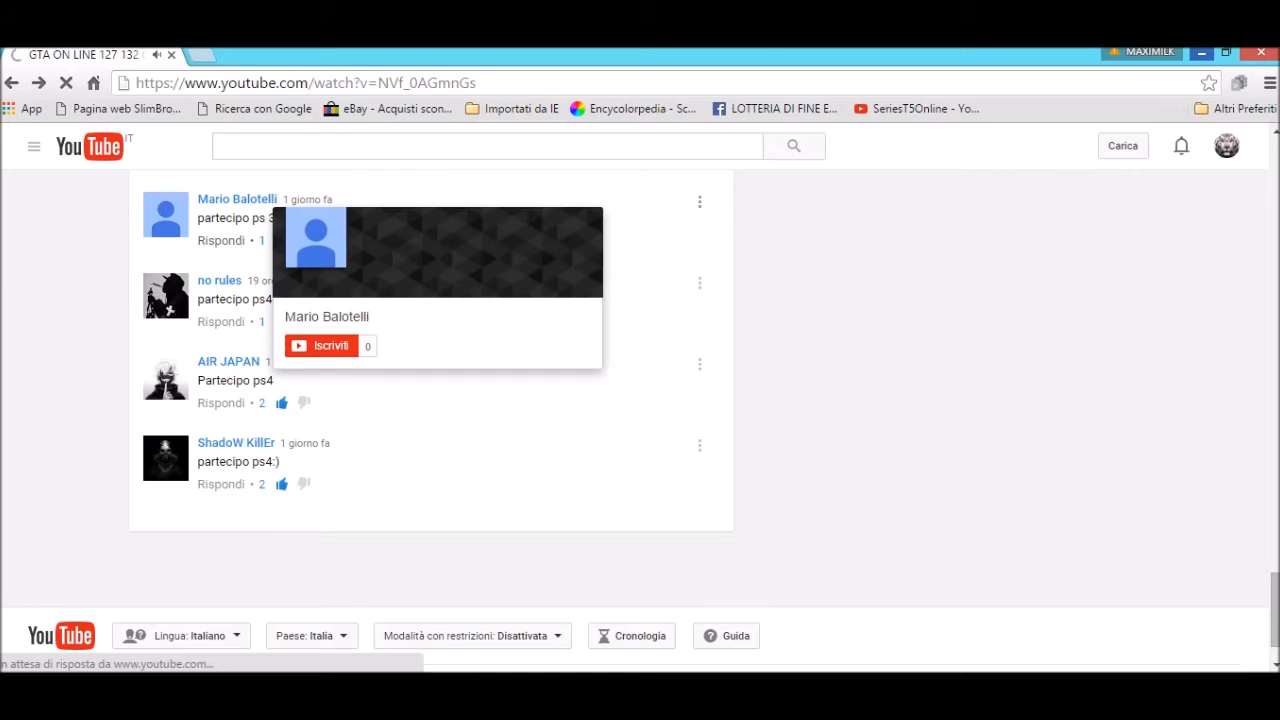 GTA ON LINE 127 132
MAXIMILK
https://www.youtube.com/watch?v=NVf_0AGmnGs
App
Pagina web SlimBro...
Ricerca con Google
eBay - Acquisti scon...
Importati da IE
Encycolorpedia - Sc...
LOTTERIA DI FINE E...
SeriesT5Online - Yo...
Altri Preferiti
YouTube IT
Carica
Mario Balotelli 1 giorno fa
partecipo ps 3
Rispondi • 1
Mario Balotelli
Iscriviti 0
no rules 19 or
partecipo ps4
Rispondi • 1
AIR JAPAN 1
Partecipo ps4
Rispondi • 2
ShadoW KillEr 1 giorno fa
partecipo ps4:)
Rispondi • 2
YouTube
Lingua: Italiano
Paese: Italia
Modalità con restrizioni: Disattivata
Cronologia
Guida
n attesa di risposta da www.youtube.com...